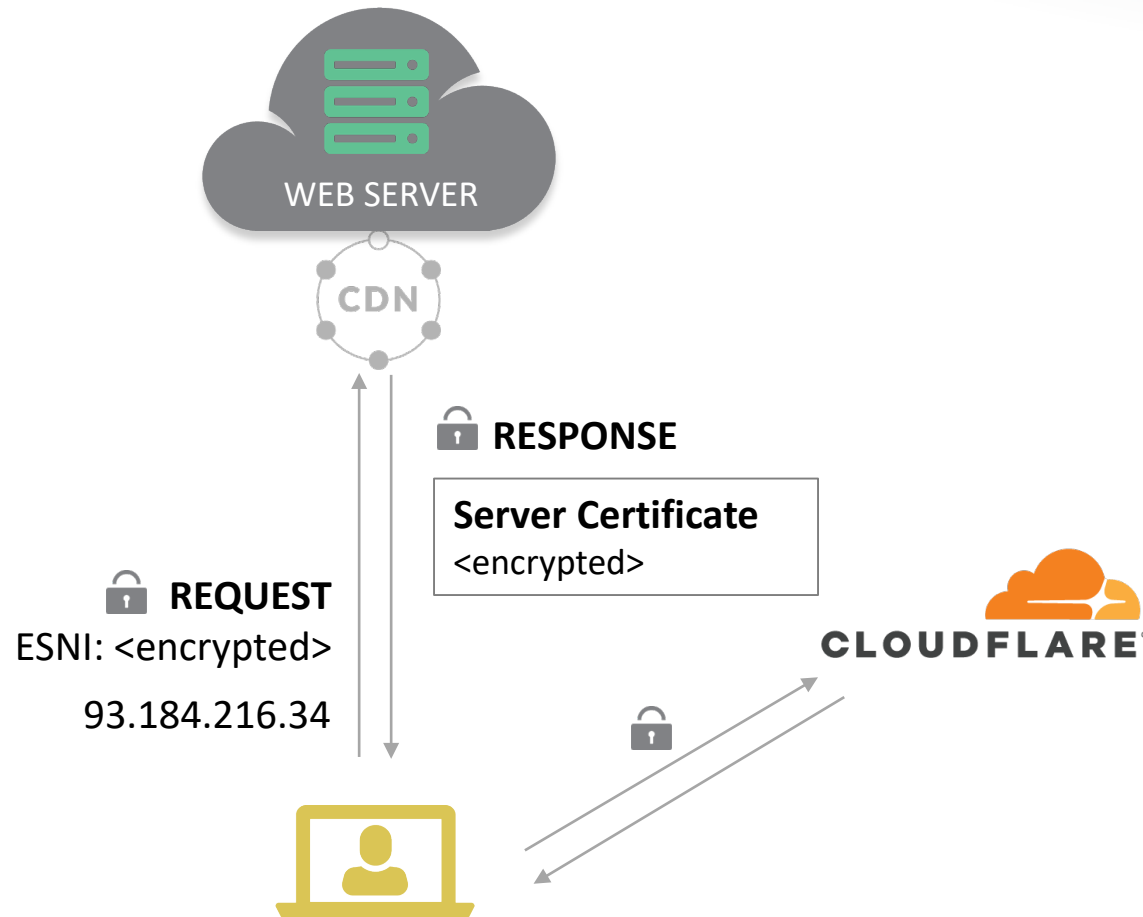 WEB SERVER
CDN
RESPONSE
Server Certificate
<encrypted>
REQUEST
ESNI: <encrypted>
93.184.216.34
CLOUDFLARE